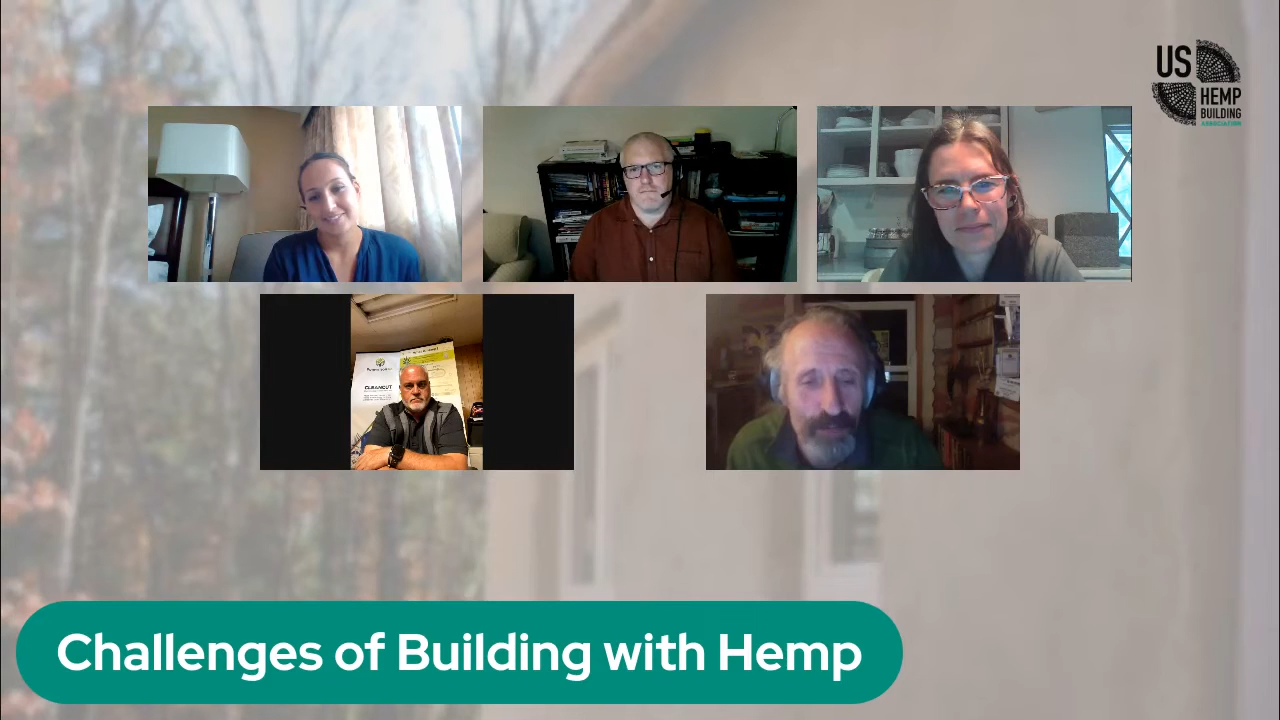 US
HEMP
BUILDING
ASSOCIATION
CLEANCUT
Challenges of Building with Hemp